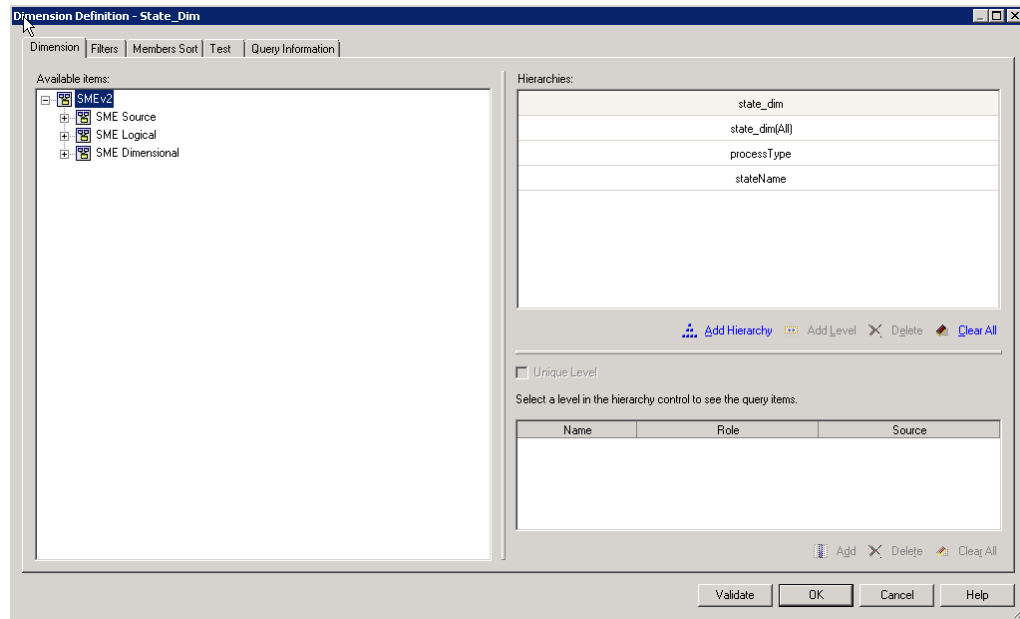 Dimension Definition - State_Dim
Dimension Filters Members Sort Test Query Information
Available items:
SMEv2
SME Source
SME Logical
SME Dimensional
Hierarchies:
state_dim
state_dim(All)
processType
stateName
Add Hierarchy Add Level Delete Clear All
Unique Level
Select a level in the hierarchy control to see the query items.
Name Role Source
Add Delete Clear All
Validate OK Cancel Help